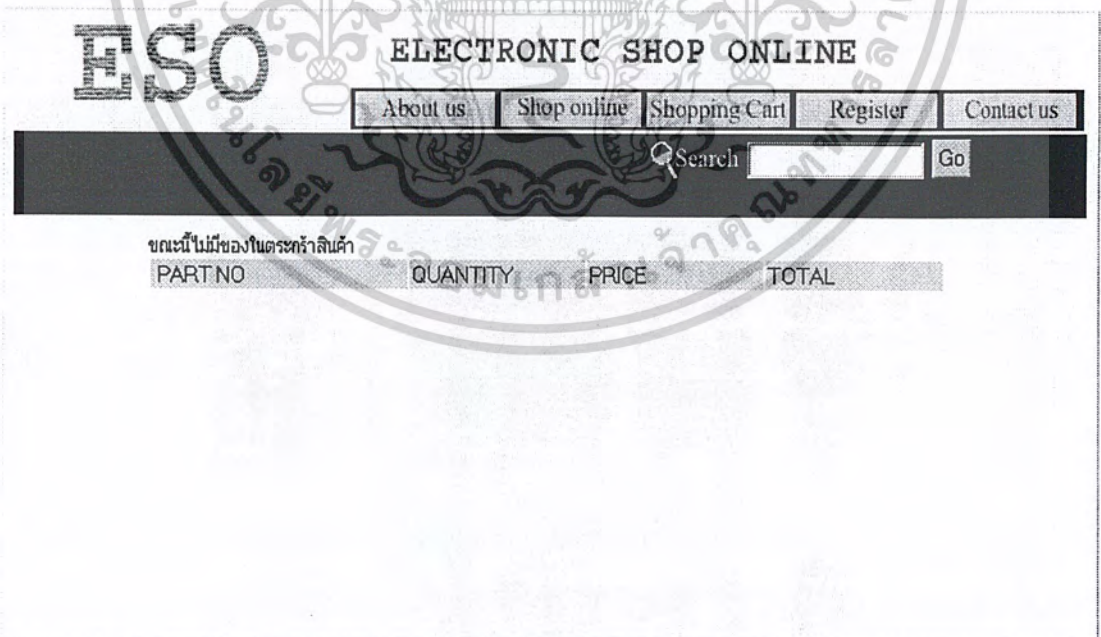 ESO
ELECTRONIC SHOP ONLINE
About us Shop online Shopping Cart Register Contact us
Search Go
ขณะนี้ไม่มีของในตระกร้าสินค้า
PART NO QUANTITY PRICE TOTAL